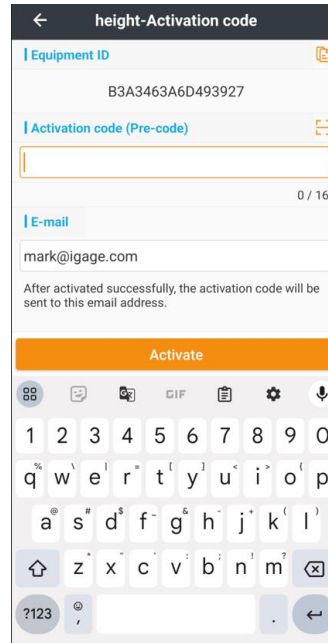 height-Activation code
Equipment ID
B3A3463A6D493927
Activation code (Pre-code)
0 / 16
E-mail
mark@igage.com
After activated successfully, the activation code will be
sent to this email address.
Activate
GIF
1 2 3 4 5 6 7 8 9 0
q w e r t y u i o p
a s d f g h j k l
z x c v b n m
?123 , .